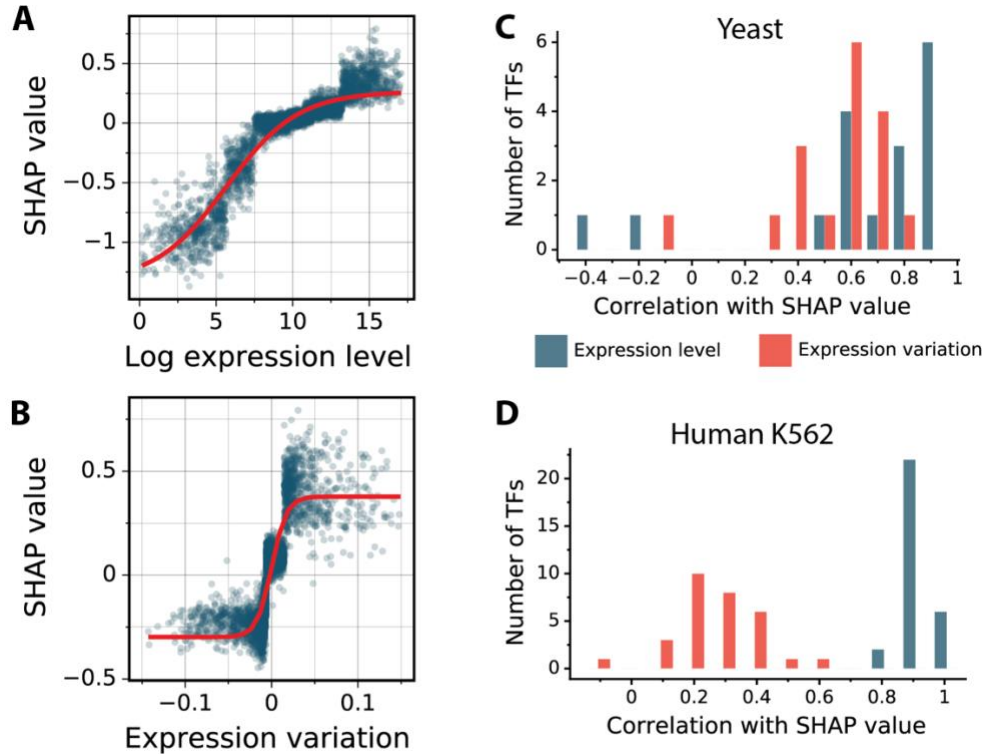 A
SHAP value
0.5
0
−0.5
−1
0 5 10 15
Log expression level
B
SHAP value
0.5
0
−0.5
−0.1 0 0.1
Expression variation
C
Yeast
Number of TFs
6
4
2
0
−0.4 −0.2 0 0.2 0.4 0.6 0.8 1
Correlation with SHAP value
Expression level Expression variation
D
Human K562
Number of TFs
20
15
10
5
0
0 0.2 0.4 0.6 0.8 1
Correlation with SHAP value